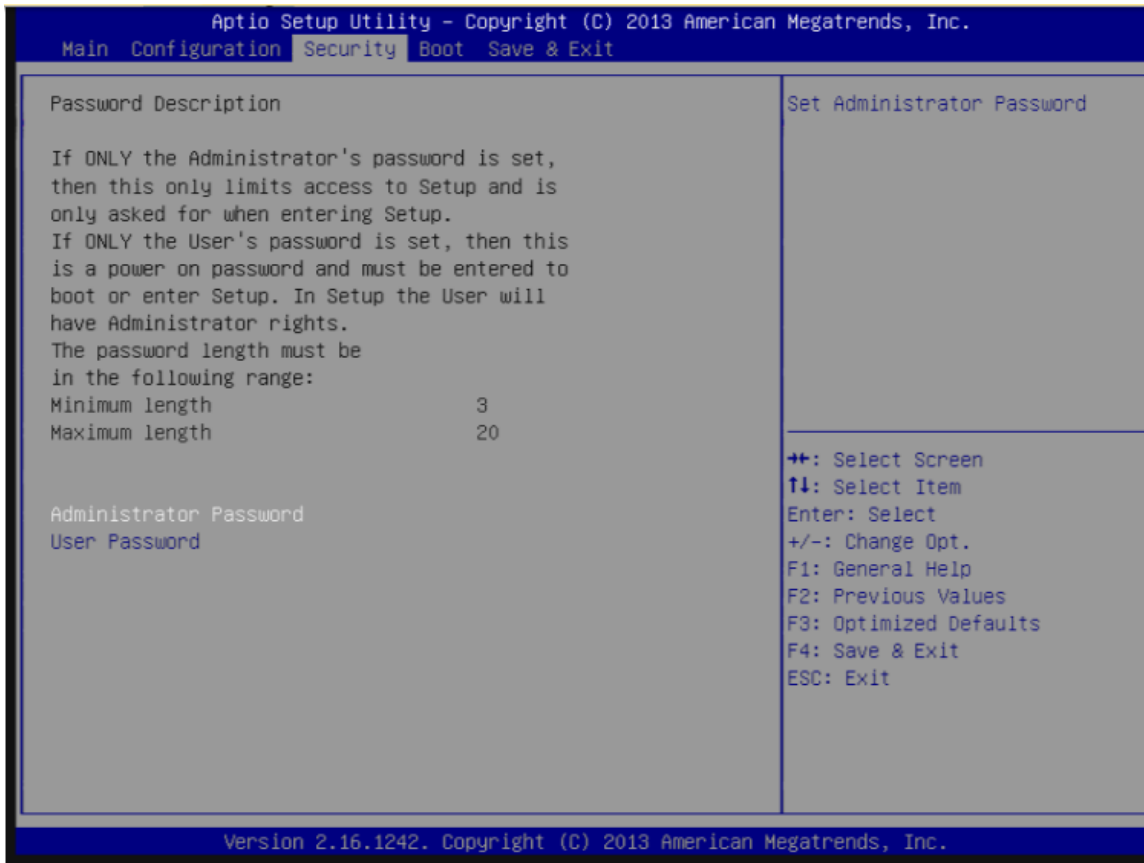 Aptio Setup Utility – Copyright (C) 2013 American Megatrends, Inc.
Main Configuration Security Boot Save & Exit
Password Description
If ONLY the Administrator's password is set,
then this only limits access to Setup and is
only asked for when entering Setup.
If ONLY the User's password is set, then this
is a power on password and must be entered to
boot or enter Setup. In Setup the User will
have Administrator rights.
The password length must be
in the following range:
Minimum length 3
Maximum length 20
Administrator Password
User Password
Set Administrator Password
→←: Select Screen
↑↓: Select Item
Enter: Select
+/-: Change Opt.
F1: General Help
F2: Previous Values
F3: Optimized Defaults
F4: Save & Exit
ESC: Exit
Version 2.16.1242. Copyright (C) 2013 American Megatrends, Inc.